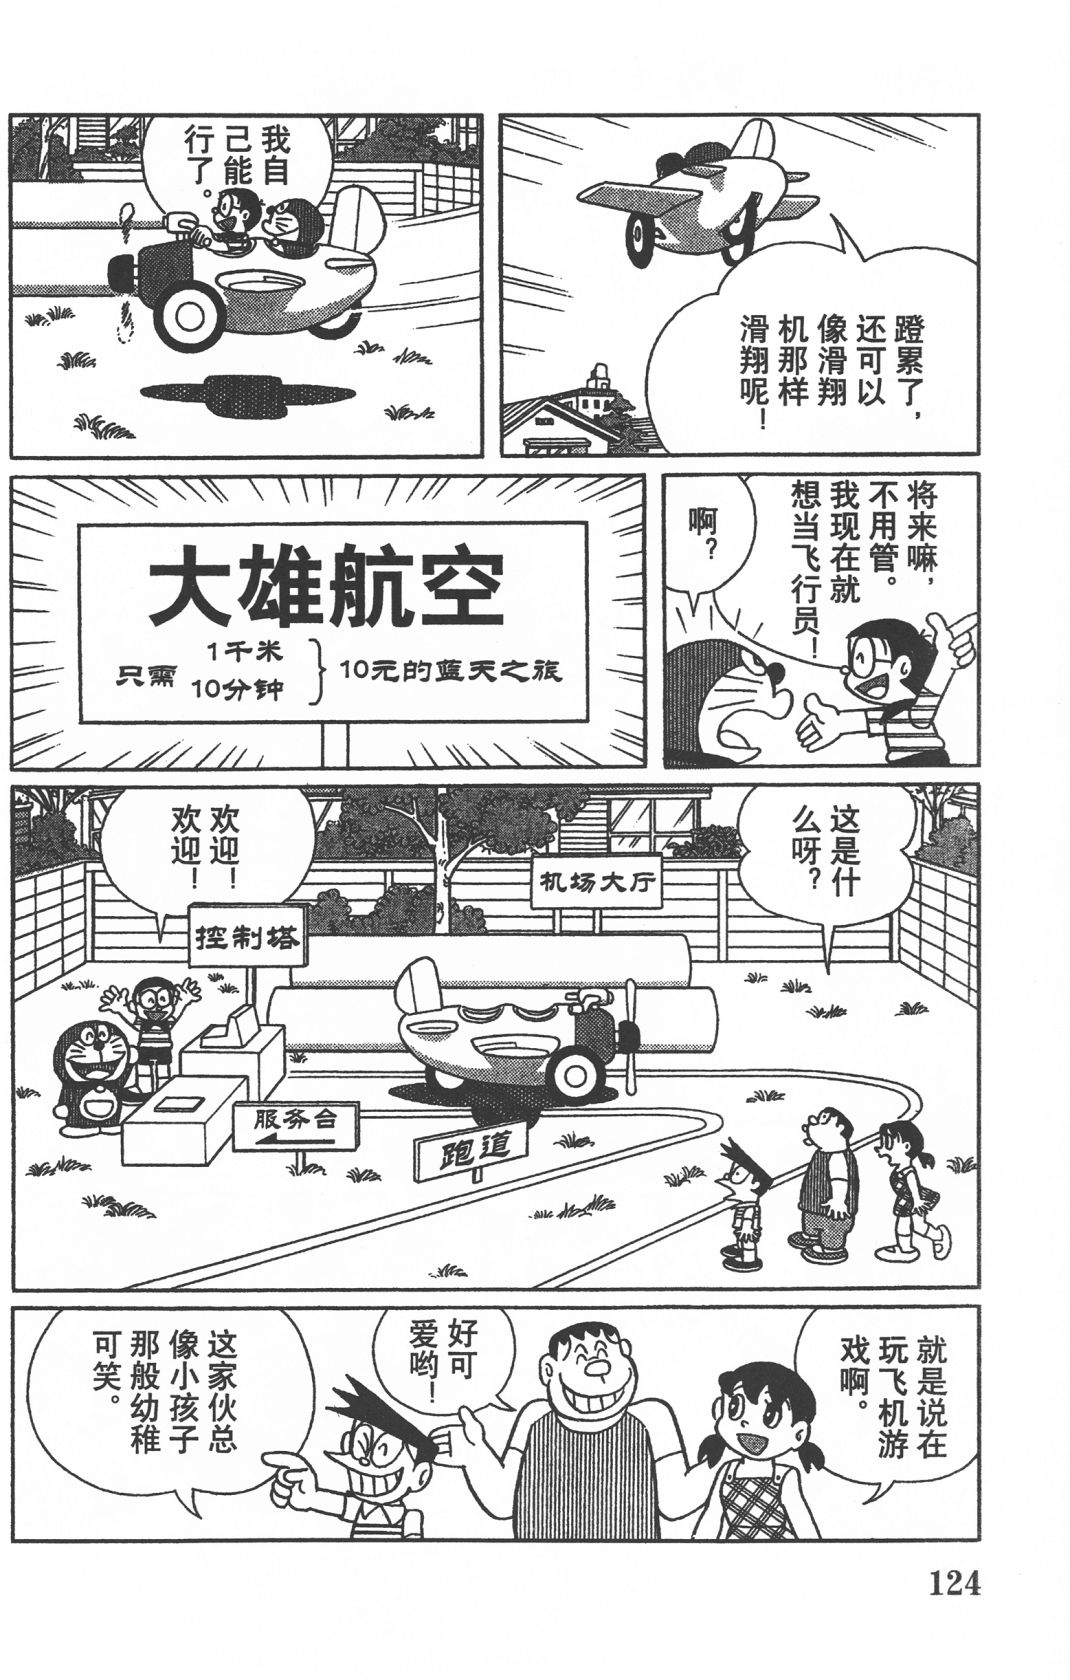 蹬累了，
还可以
像滑翔
机那样
滑翔呢！
我自
己能
行了。
将来嘛，
不用管。
我现在就
想当飞行员！
啊？
大雄航空
只需
1千米
10分钟
10元的蓝天之旅
这是什
么呀？
欢迎！
欢迎！
机场大厅
控制塔
服务台
跑道
就是说在
玩飞机游
戏啊。
好可
爱哟！
这家伙总
像小孩子
那般幼稚
可笑。
124